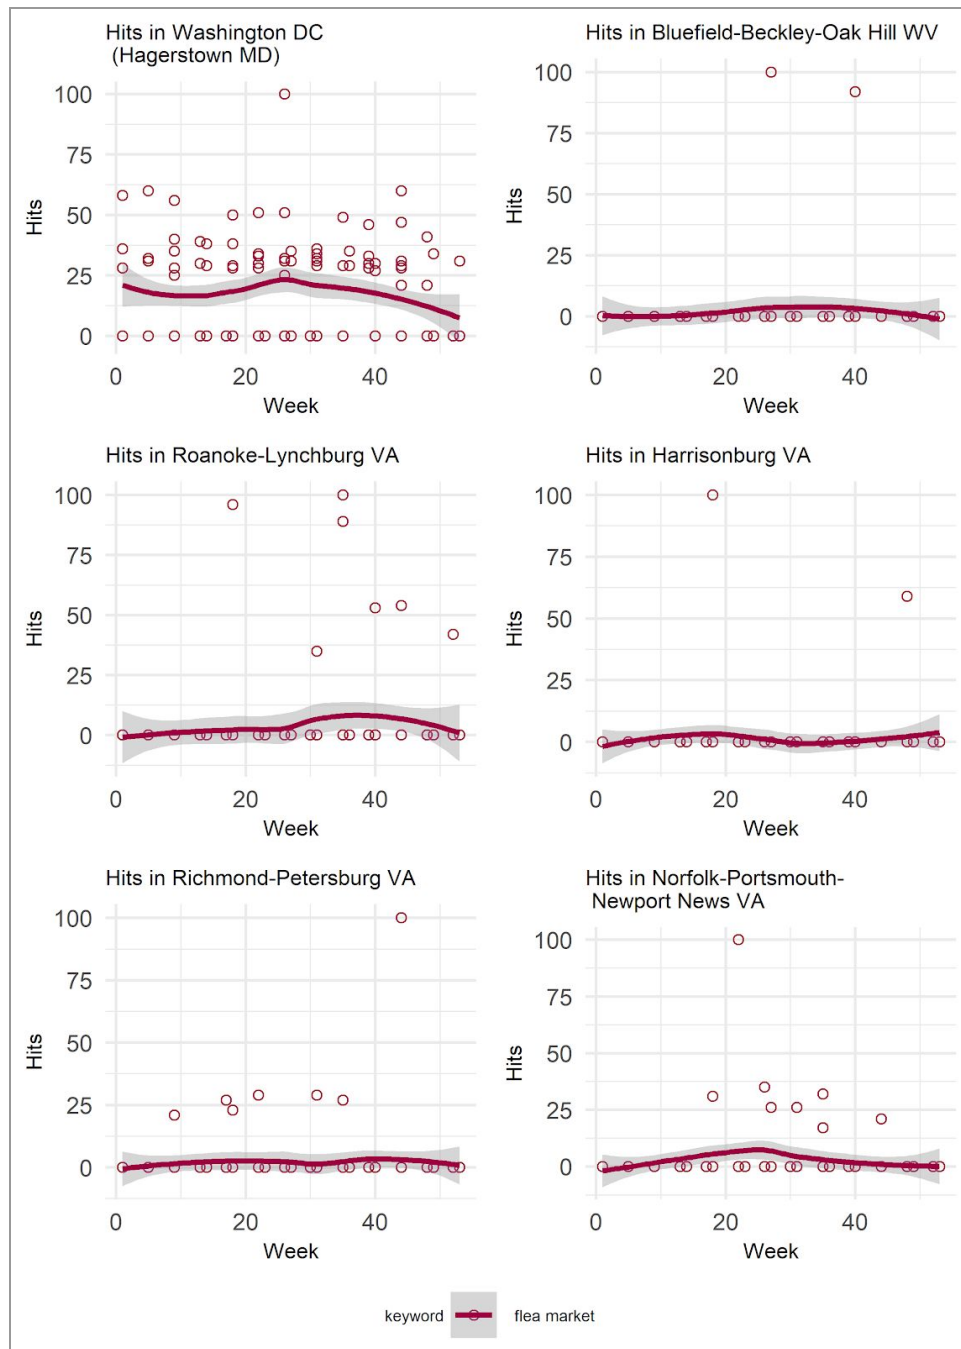 Hits in Washington DC
(Hagerstown MD)
100
75
50
25
0
Hits
0 20 40
Week
Hits in Bluefield-Beckley-Oak Hill WV
100
75
50
25
0
Hits
0 20 40
Week
Hits in Roanoke-Lynchburg VA
100
75
50
25
0
Hits
0 20 40
Week
Hits in Harrisonburg VA
100
75
50
25
0
Hits
0 20 40
Week
Hits in Richmond-Petersburg VA
100
75
50
25
0
Hits
0 20 40
Week
Hits in Norfolk-Portsmouth-
Newport News VA
100
75
50
25
0
Hits
0 20 40
Week
keyword flea market